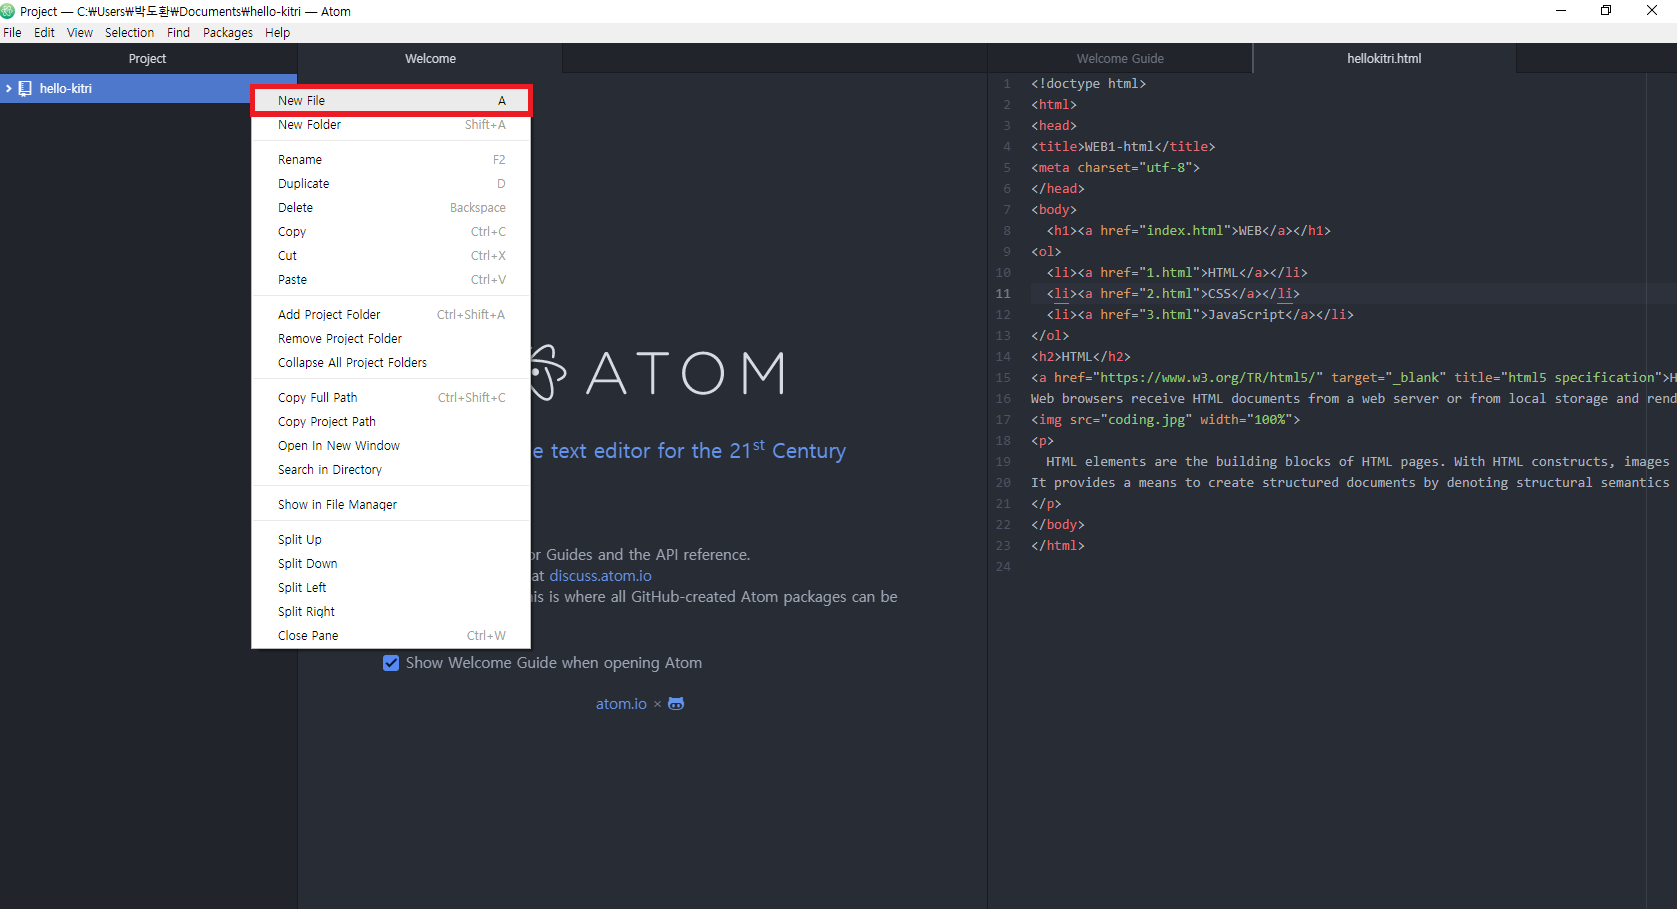 Project — C:₩Users₩박도환₩Documents₩hello-kitri — Atom
File Edit View Selection Find Packages Help
Project
Welcome
Welcome Guide
hellokitri.html
hello-kitri
New File A
New Folder Shift+A
Rename F2
Duplicate D
Delete Backspace
Copy Ctrl+C
Cut Ctrl+X
Paste Ctrl+V
Add Project Folder Ctrl+Shift+A
Remove Project Folder
Collapse All Project Folders
Copy Full Path Ctrl+Shift+C
Copy Project Path
Open In New Window
Search in Directory
Show in File Manager
Split Up
Split Down
Split Left
Split Right
Close Pane Ctrl+W
ATOM
e text editor for the 21st Century
or Guides and the API reference.
at discuss.atom.io
is is where all GitHub-created Atom packages can be
Show Welcome Guide when opening Atom
atom.io ×
1 <!doctype html>
2 <html>
3 <head>
4 <title>WEB1-html</title>
5 <meta charset="utf-8">
6 </head>
7 <body>
8 <h1><a href="index.html">WEB</a></h1>
9 <ol>
10 <li><a href="1.html">HTML</a></li>
11 <li><a href="2.html">CSS</a></li>
12 <li><a href="3.html">JavaScript</a></li>
13 </ol>
14 <h2>HTML</h2>
15 <a href="https://www.w3.org/TR/html5/" target="_blank" title="html5 specification">H
16 Web browsers receive HTML documents from a web server or from local storage and rend
17 <img src="coding.jpg" width="100%">
18 <p>
19 HTML elements are the building blocks of HTML pages. With HTML constructs, images
20 It provides a means to create structured documents by denoting structural semantics
21 </p>
22 </body>
23 </html>
24